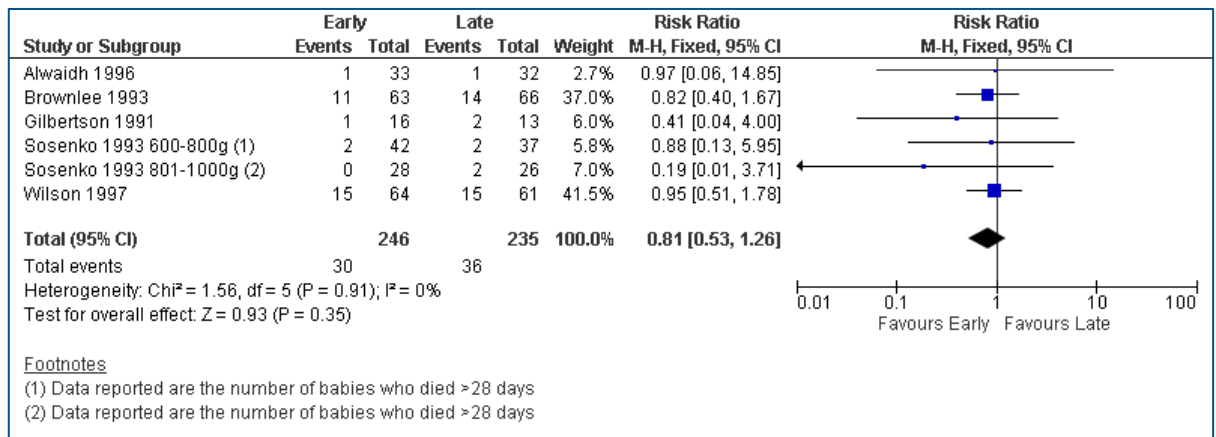 Early Late Risk Ratio Risk Ratio
Study or Subgroup Events Total Events Total Weight M-H, Fixed, 95% CI M-H, Fixed, 95% CI
Alwaidh 1996 1 33 1 32 2.7% 0.97 [0.06, 14.85]
Brownlee 1993 11 63 14 66 37.0% 0.82 [0.40, 1.67]
Gilbertson 1991 1 16 2 13 6.0% 0.41 [0.04, 4.00]
Sosenko 1993 600-800g (1) 2 42 2 37 5.8% 0.88 [0.13, 5.95]
Sosenko 1993 801-1000g (2) 0 28 2 26 7.0% 0.19 [0.01, 3.71]
Wilson 1997 15 64 15 61 41.5% 0.95 [0.51, 1.78]
Total (95% CI) 246 235 100.0% 0.81 [0.53, 1.26]
Total events 30 36
Heterogeneity: Chi² = 1.56, df = 5 (P = 0.91); I² = 0%
Test for overall effect: Z = 0.93 (P = 0.35)
0.01 0.1 1 10 100
Favours Early Favours Late
Footnotes
(1) Data reported are the number of babies who died >28 days
(2) Data reported are the number of babies who died >28 days